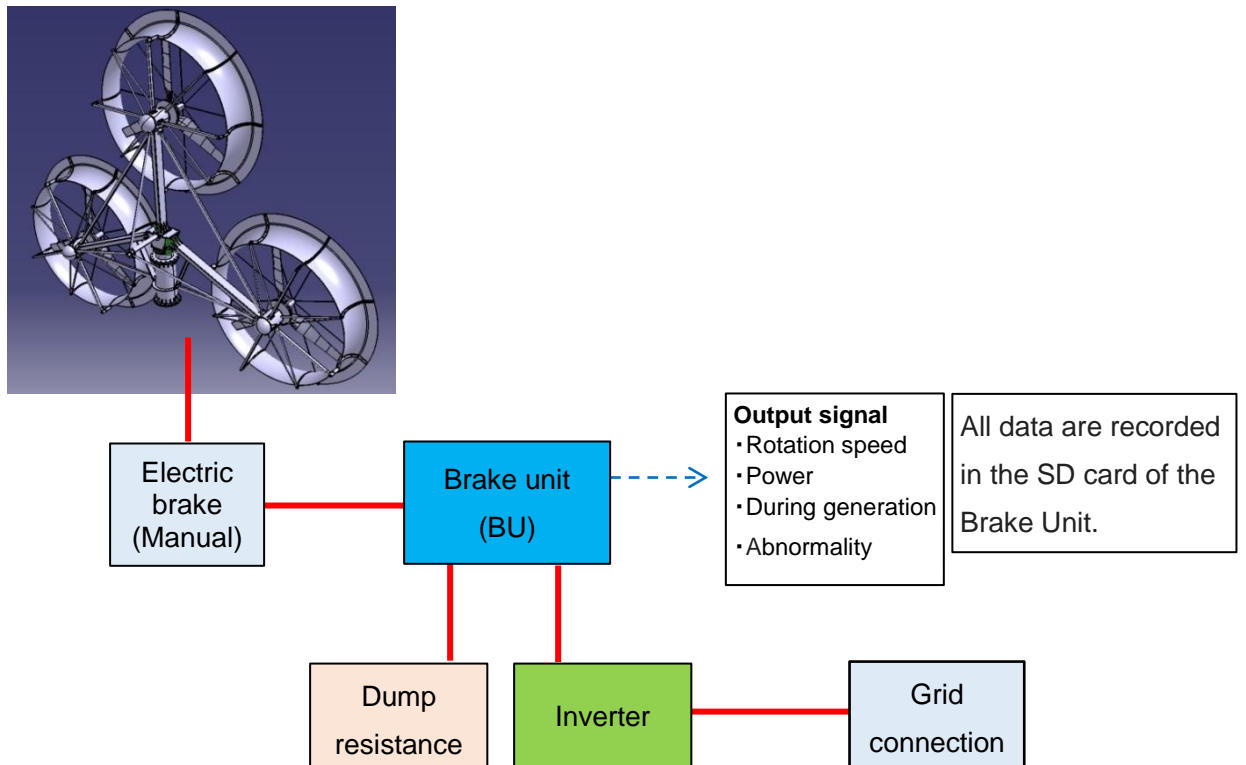 Electric
brake
(Manual)
Brake unit
(BU)
Output signal
・Rotation speed
・Power
・During generation
・Abnormality
All data are recorded
in the SD card of the
Brake Unit.
Dump
resistance
Inverter
Grid
connection